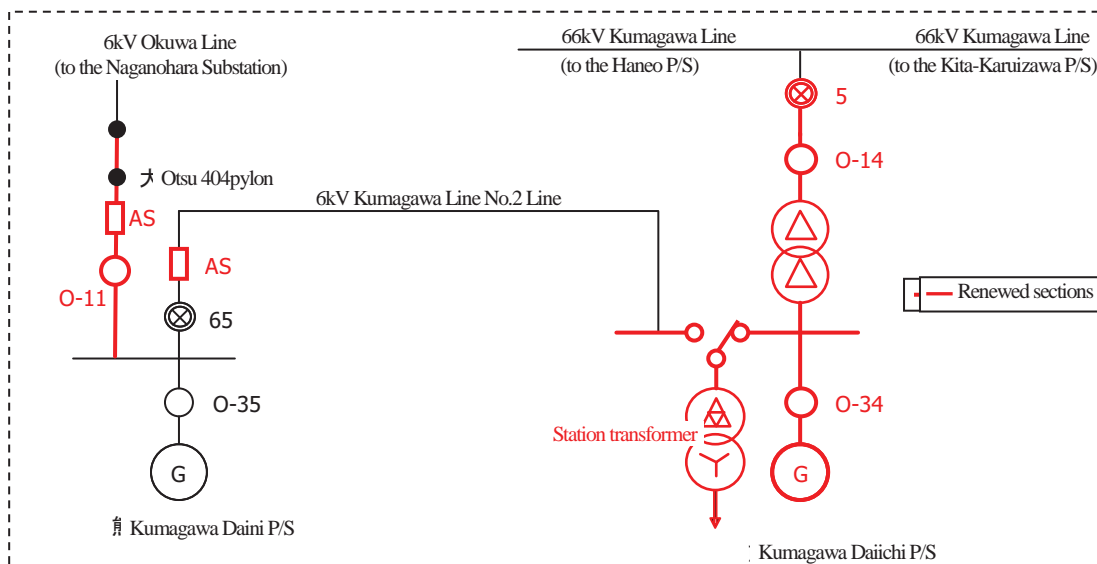 6kV Okuwa Line
(to the Naganohara Substation)
66kV Kumagawa Line
(to the Haneo P/S)
66kV Kumagawa Line
(to the Kita-Karuizawa P/S)
5
O-14
Otsu 404pylon
6kV Kumagawa Line No.2 Line
AS
AS
O-11
65
Renewed sections
O-35
O-34
Station transformer
G
G
Kumagawa Daini P/S
Kumagawa Daiichi P/S